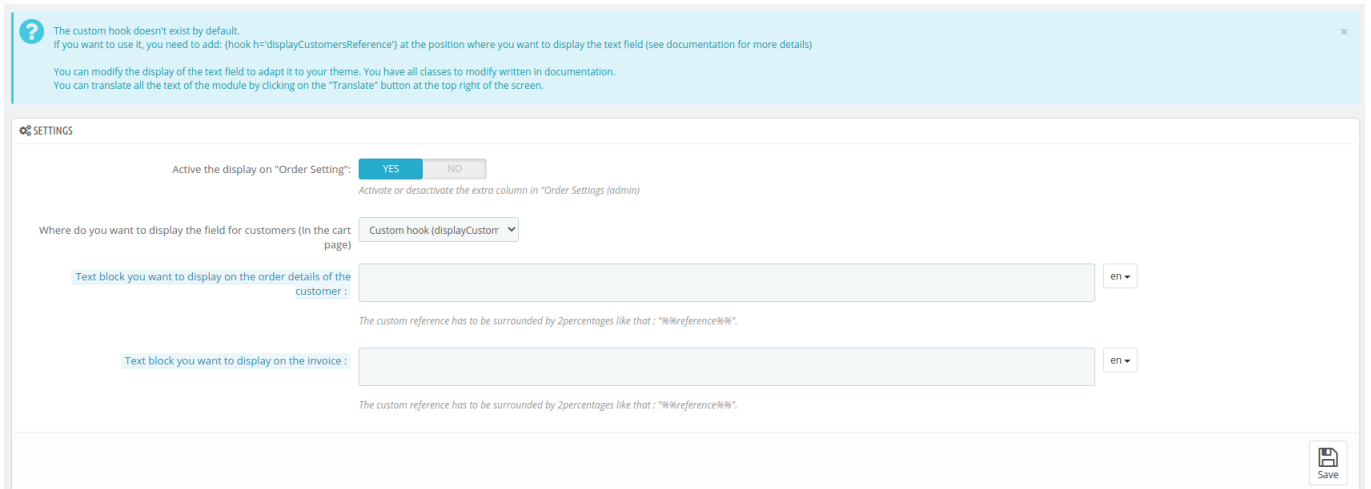 The custom hook doesn't exist by default.
If you want to use it, you need to add: {hook h='displayCustomersReference'} at the position where you want to display the text field (see documentation for more details)
You can modify the display of the text field to adapt it to your theme. You have all classes to modify written in documentation.
You can translate all the text of the module by clicking on the "Translate" button at the top right of the screen.
×
SETTINGS
Active the display on "Order Setting":
YES
NO
Activate or desactivate the extra column in "Order Settings (admin)
Where do you want to display the field for customers (In the cart
page)
Custom hook (displayCustom
Text block you want to display on the order details of the
customer :
en
The custom reference has to be surrounded by 2percentages like that : "%%reference%%".
Text block you want to display on the invoice :
en
The custom reference has to be surrounded by 2percentages like that : "%%reference%%".
Save